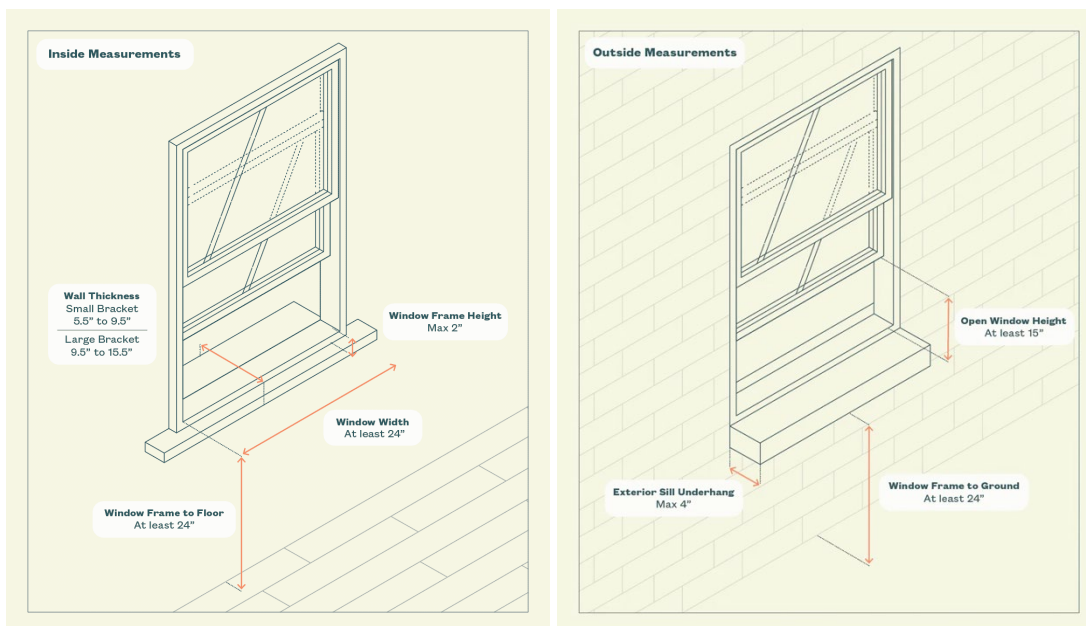 Inside Measurements
Wall Thickness
Small Bracket
5.5” to 9.5”
Large Bracket
9.5” to 15.5”
Window Frame Height
Max 2”
Window Width
At least 24”
Window Frame to Floor
At least 24”
Outside Measurements
Open Window Height
At least 15”
Exterior Sill Underhang
Max 4”
Window Frame to Ground
At least 24”